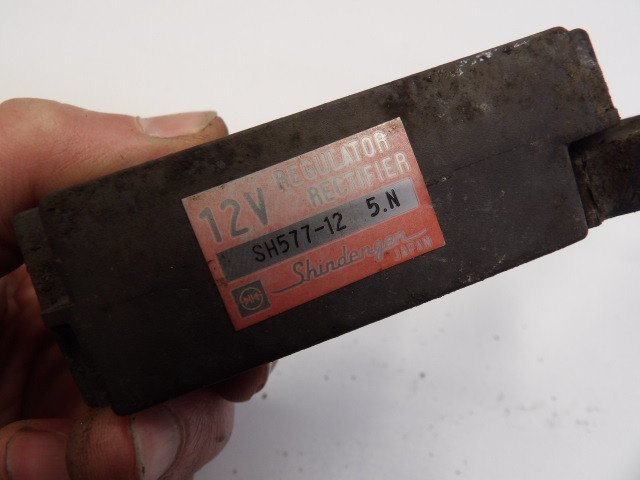 12V REGULATOR
RECTIFIER
SH577-12 5.N
Shindengen
JAPAN